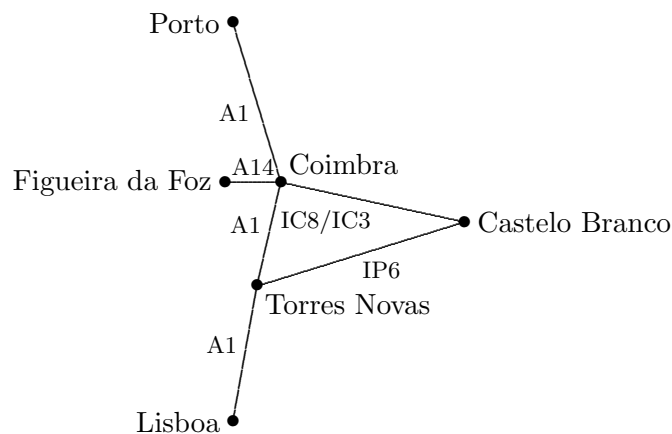 Porto
A1
A14
Coimbra
Figueira da Foz
A1
IC8/IC3
Castelo Branco
IP6
Torres Novas
A1
Lisboa